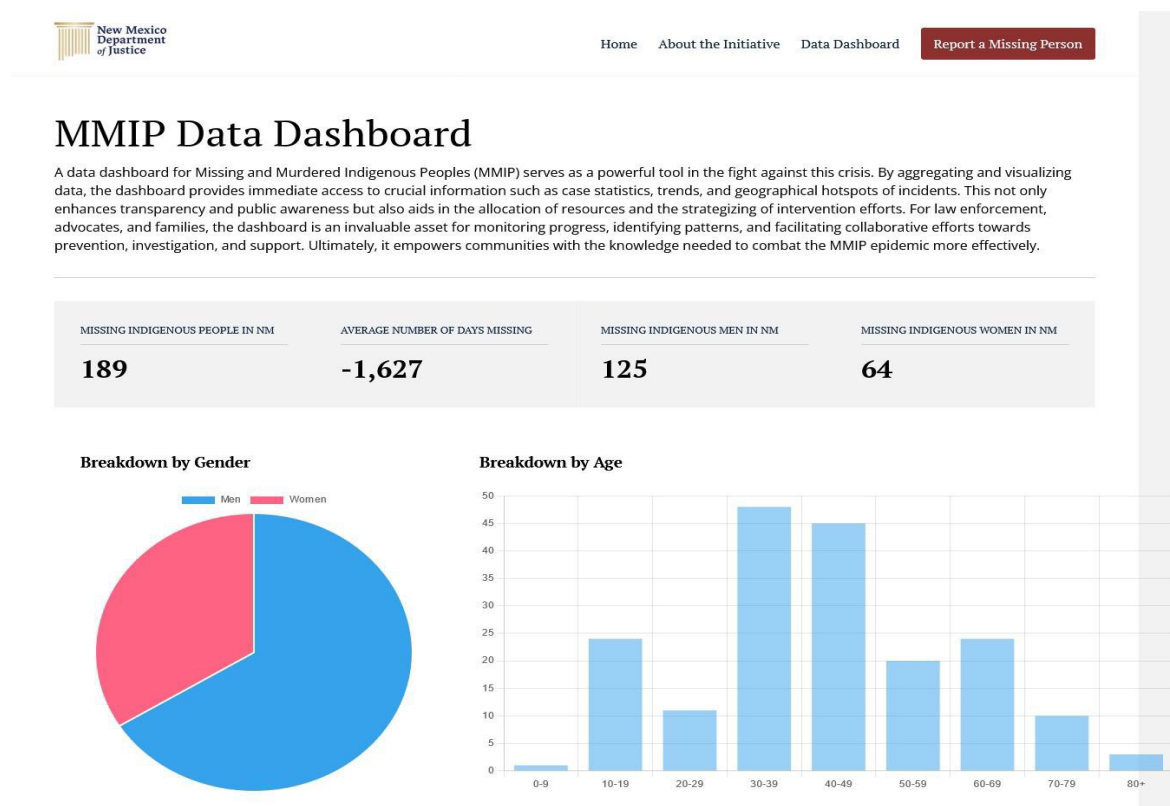 New Mexico
Department
of Justice
Home About the Initiative Data Dashboard Report a Missing Person
MMIP Data Dashboard
A data dashboard for Missing and Murdered Indigenous Peoples (MMIP) serves as a powerful tool in the fight against this crisis. By aggregating and visualizing
data, the dashboard provides immediate access to crucial information such as case statistics, trends, and geographical hotspots of incidents. This not only
enhances transparency and public awareness but also aids in the allocation of resources and the strategizing of intervention efforts. For law enforcement,
advocates, and families, the dashboard is an invaluable asset for monitoring progress, identifying patterns, and facilitating collaborative efforts towards
prevention, investigation, and support. Ultimately, it empowers communities with the knowledge needed to combat the MMIP epidemic more effectively.
MISSING INDIGENOUS PEOPLE IN NM AVERAGE NUMBER OF DAYS MISSING MISSING INDIGENOUS MEN IN NM MISSING INDIGENOUS WOMEN IN NM
189 -1,627 125 64
Breakdown by Gender Breakdown by Age
Men Women
50
45
40
35
30
25
20
15
10
5
0
0-9 10-19 20-29 30-39 40-49 50-59 60-69 70-79 80+